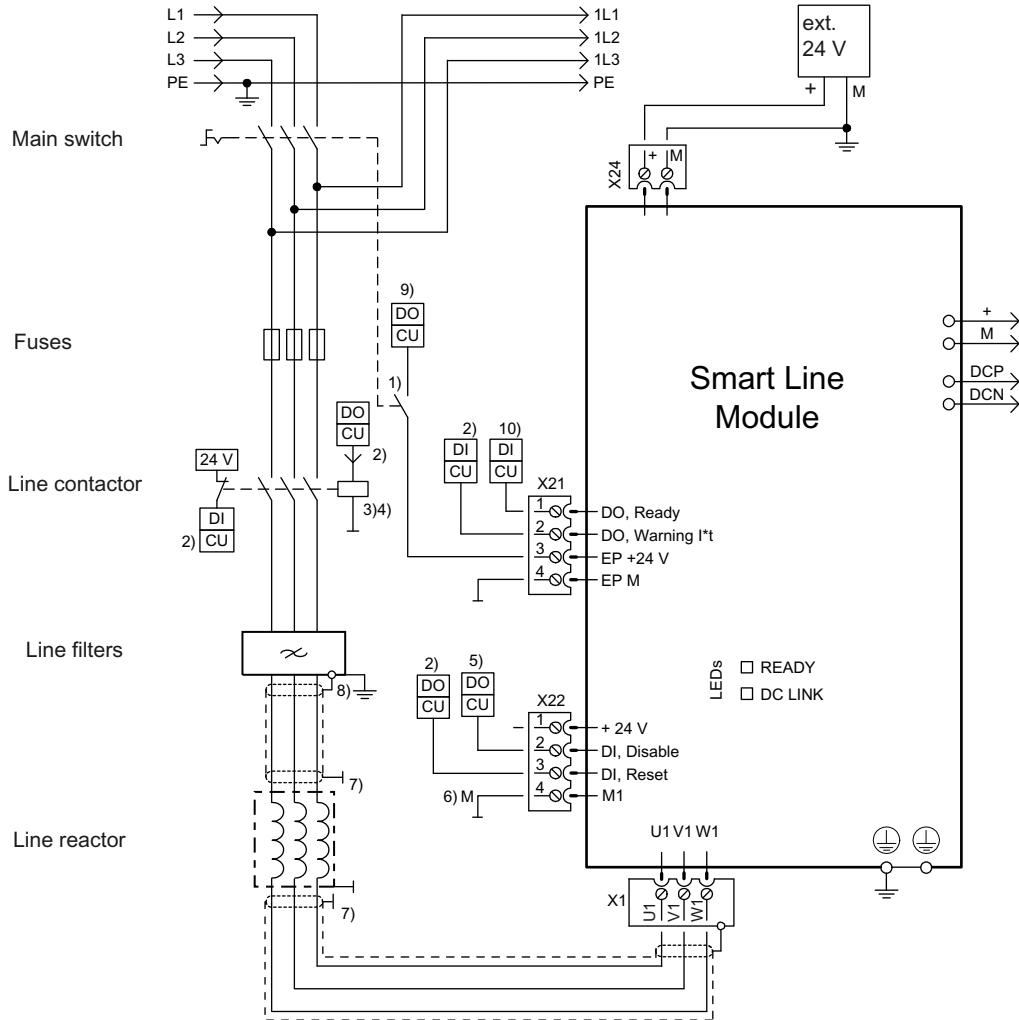 L1
L2
L3
PE
1L1
1L2
1L3
PE
ext.
24 V
+
M
Main switch
X24
+ M
9)
DO
CU
Fuses
1)
+
M
DCP
DCN
Smart Line
Module
DO
CU
2)
3)4)
Line contactor
24 V
DI
CU
2)
2)
DI
CU
10)
DI
CU
X21
1
2
3
4
DO, Ready
DO, Warning I*t
EP +24 V
EP M
Line filters
8)
2)
DO
CU
5)
DO
CU
X22
1
2
3
4
+ 24 V
DI, Disable
DI, Reset
M1
6) M
LEDs
READY
DC LINK
7)
Line reactor
7)
U1 V1 W1
X1
U1
V1
W1